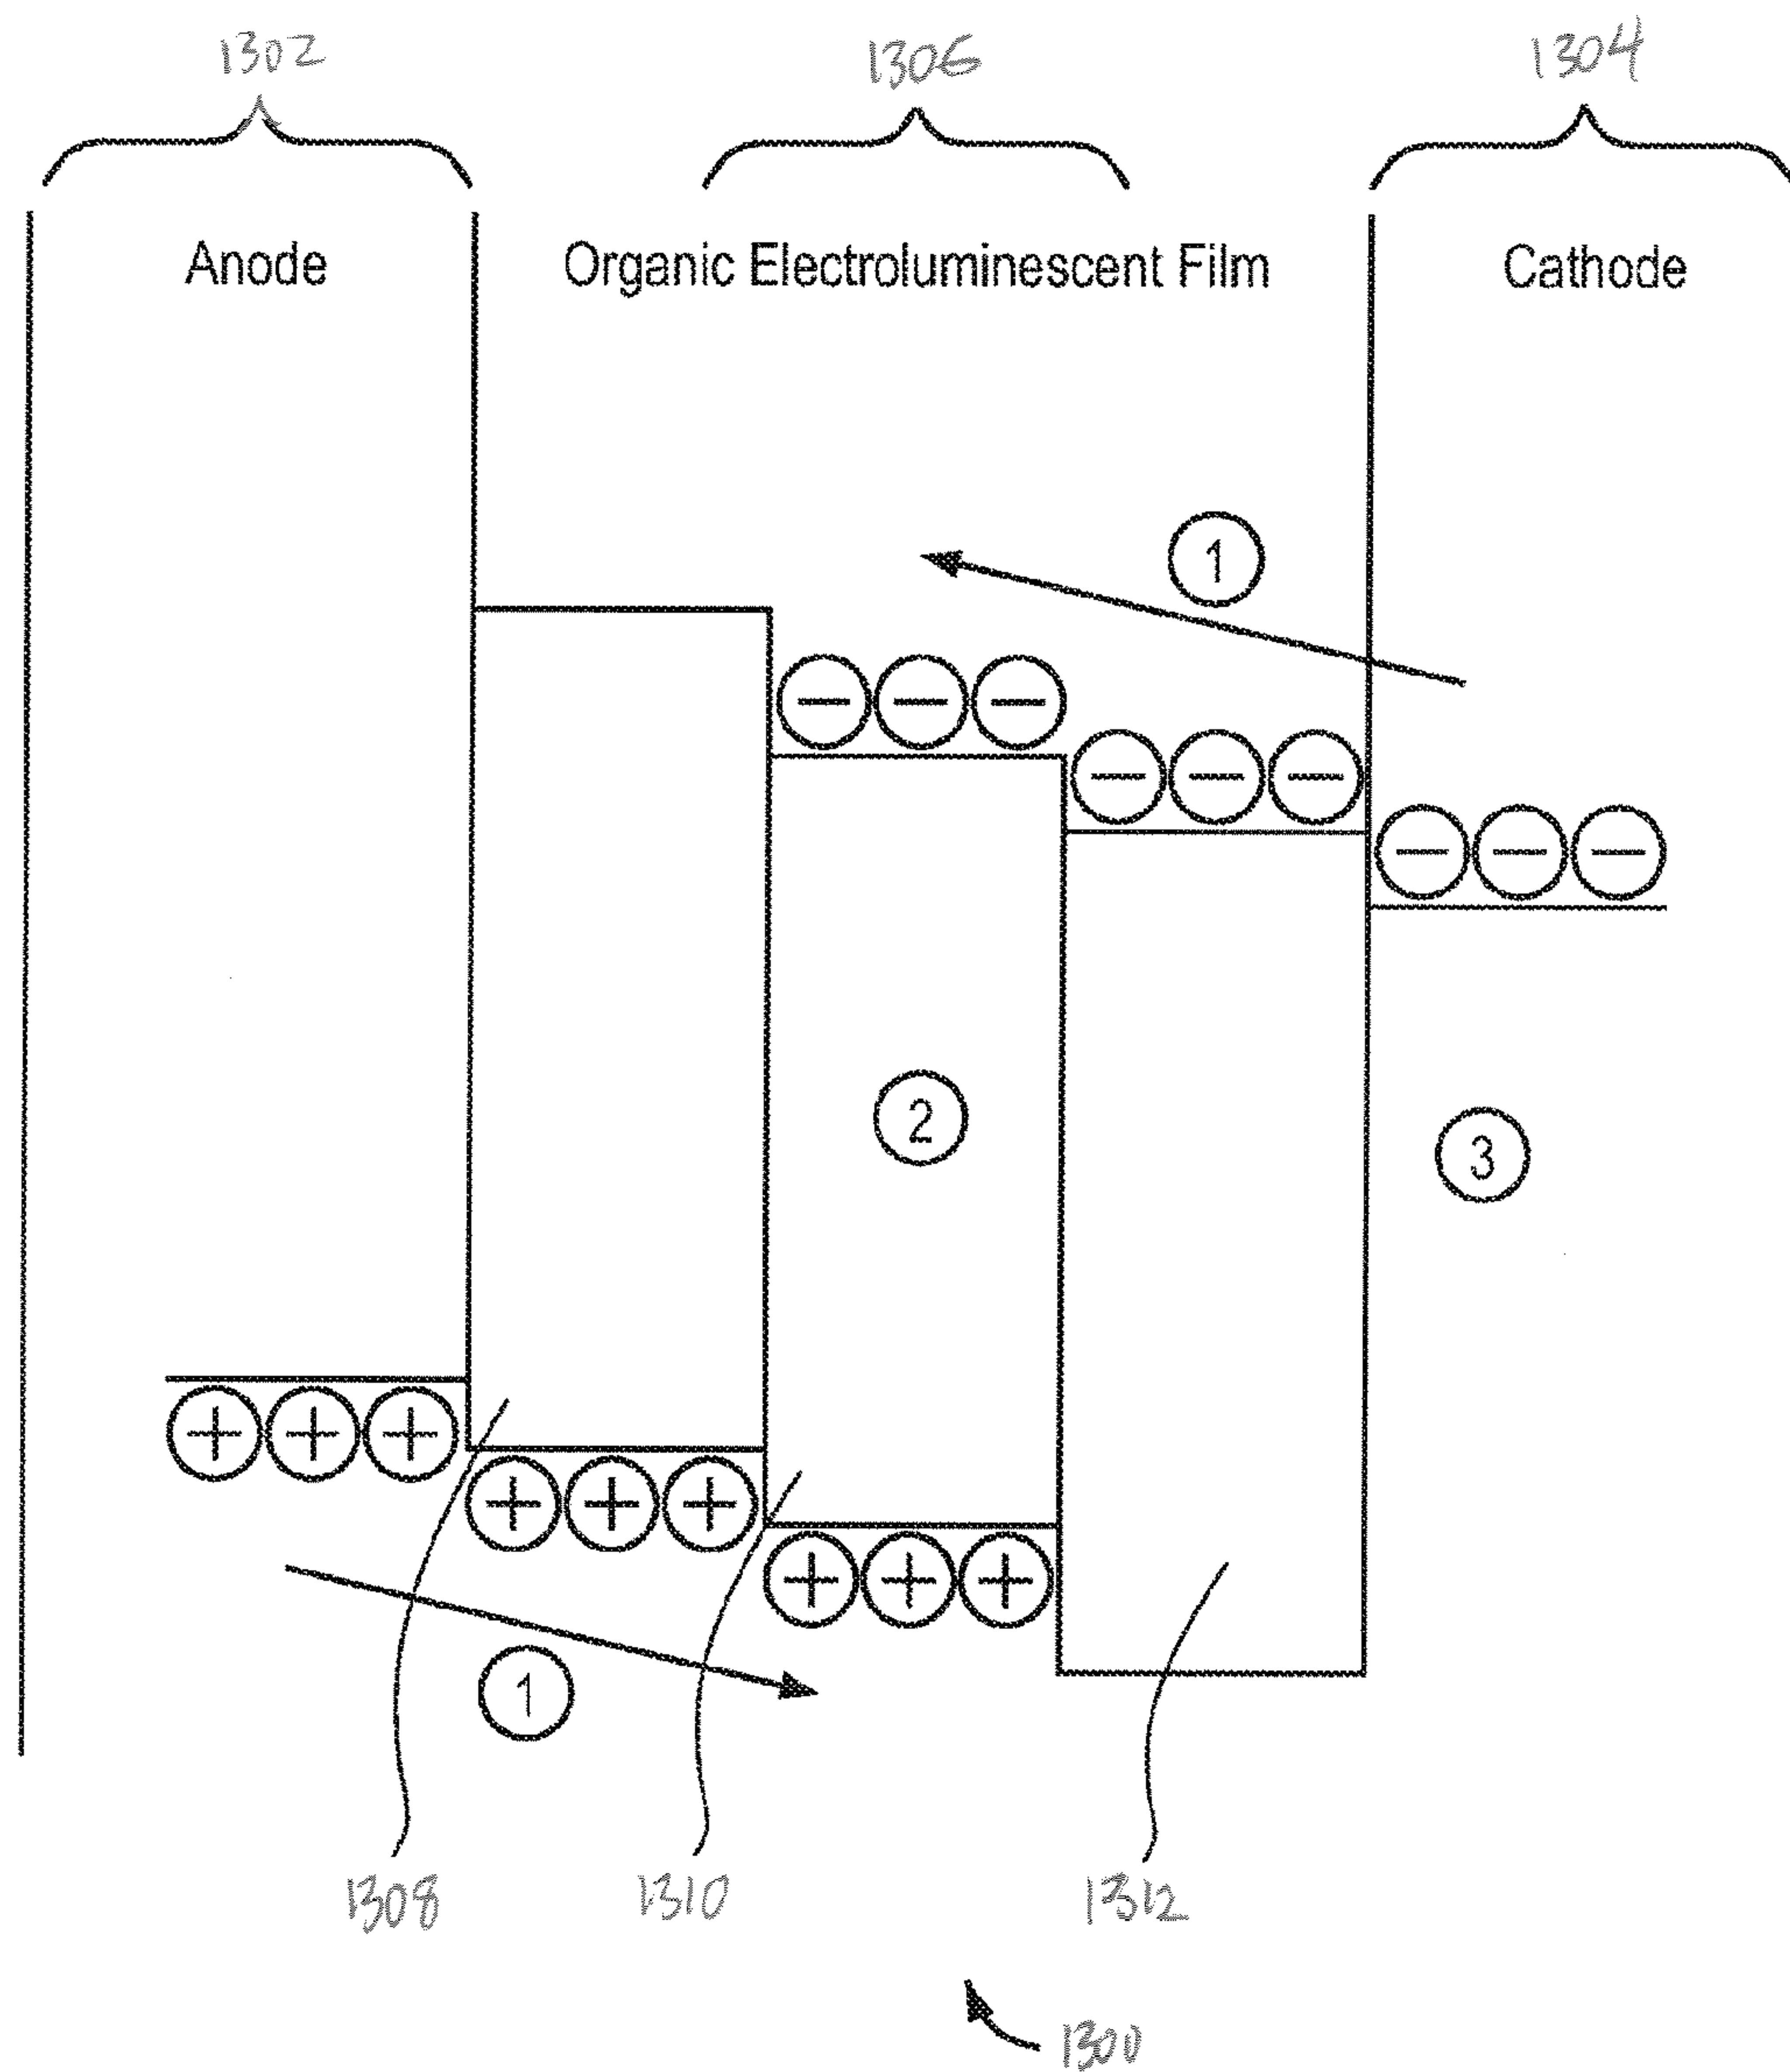 1302 1306 1304
Anode Organic Electroluminescent Film Cathode
1
− − −
− − −
− − −
2
3
+ + +
+ + +
+ + +
1
1308 1310 1312
1300